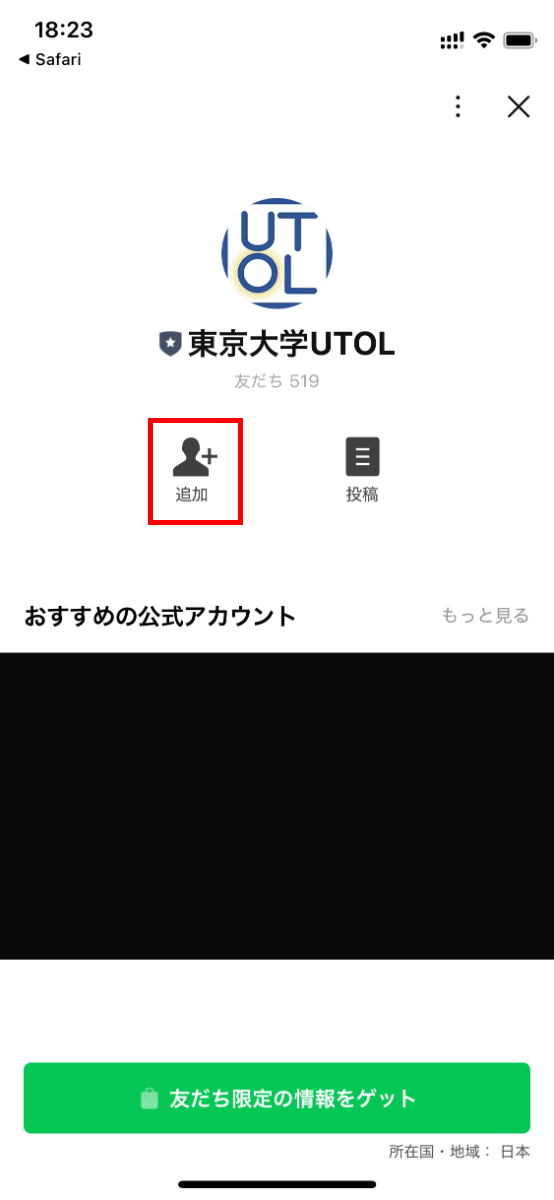 18:23
◀ Safari
UT
OL
東京大学UTOL
友だち 519
追加
投稿
おすすめの公式アカウント
もっと見る
友だち限定の情報をゲット
所在国・地域： 日本